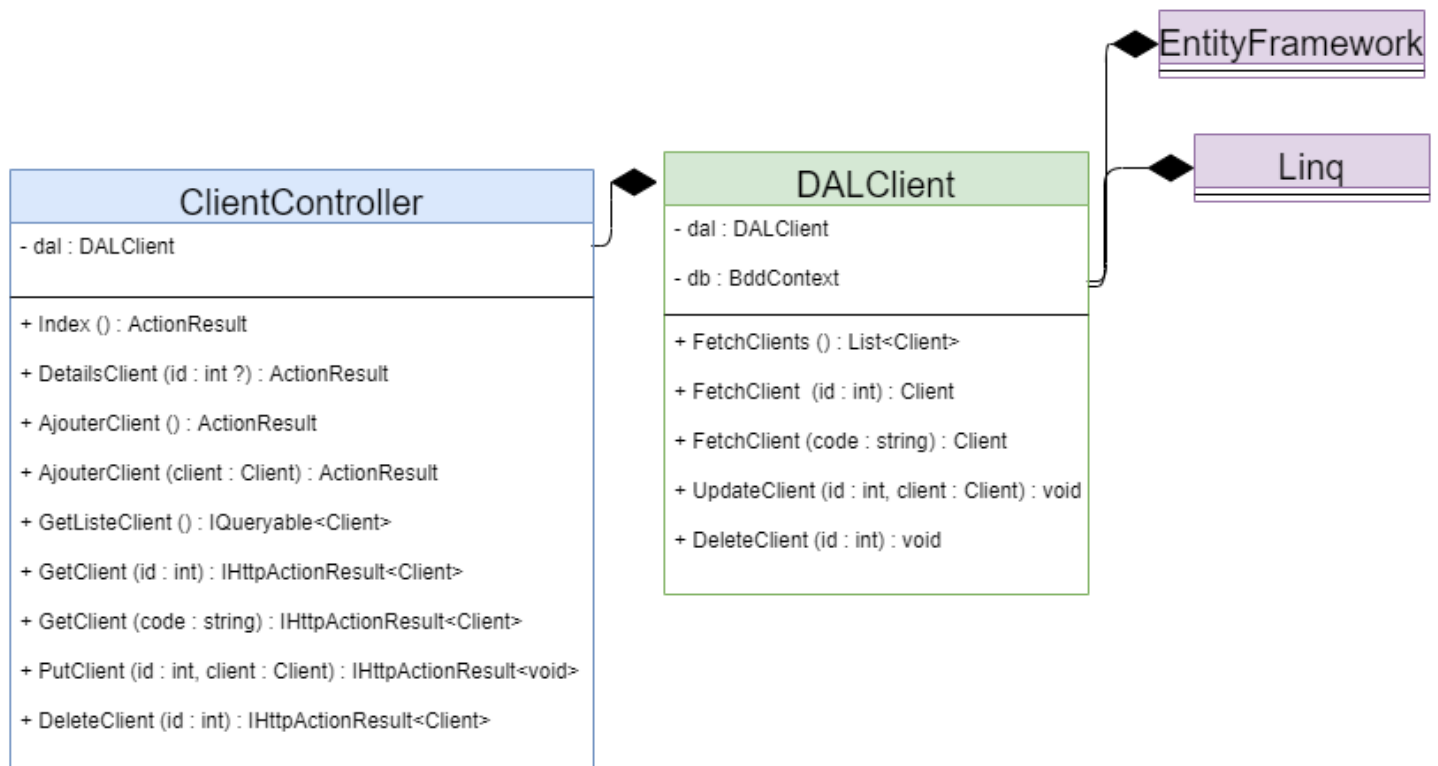 EntityFramework
Linq
ClientController
- dal : DALClient
+ Index () : ActionResult
+ DetailsClient (id : int ?) : ActionResult
+ AjouterClient () : ActionResult
+ AjouterClient (client : Client) : ActionResult
+ GetListeClient () : IQueryable<Client>
+ GetClient (id : int) : IHttpActionResult<Client>
+ GetClient (code : string) : IHttpActionResult<Client>
+ PutClient (id : int, client : Client) : IHttpActionResult<void>
+ DeleteClient (id : int) : IHttpActionResult<Client>
DALClient
- dal : DALClient
- db : BddContext
+ FetchClients () : List<Client>
+ FetchClient (id : int) : Client
+ FetchClient (code : string) : Client
+ UpdateClient (id : int, client : Client) : void
+ DeleteClient (id : int) : void